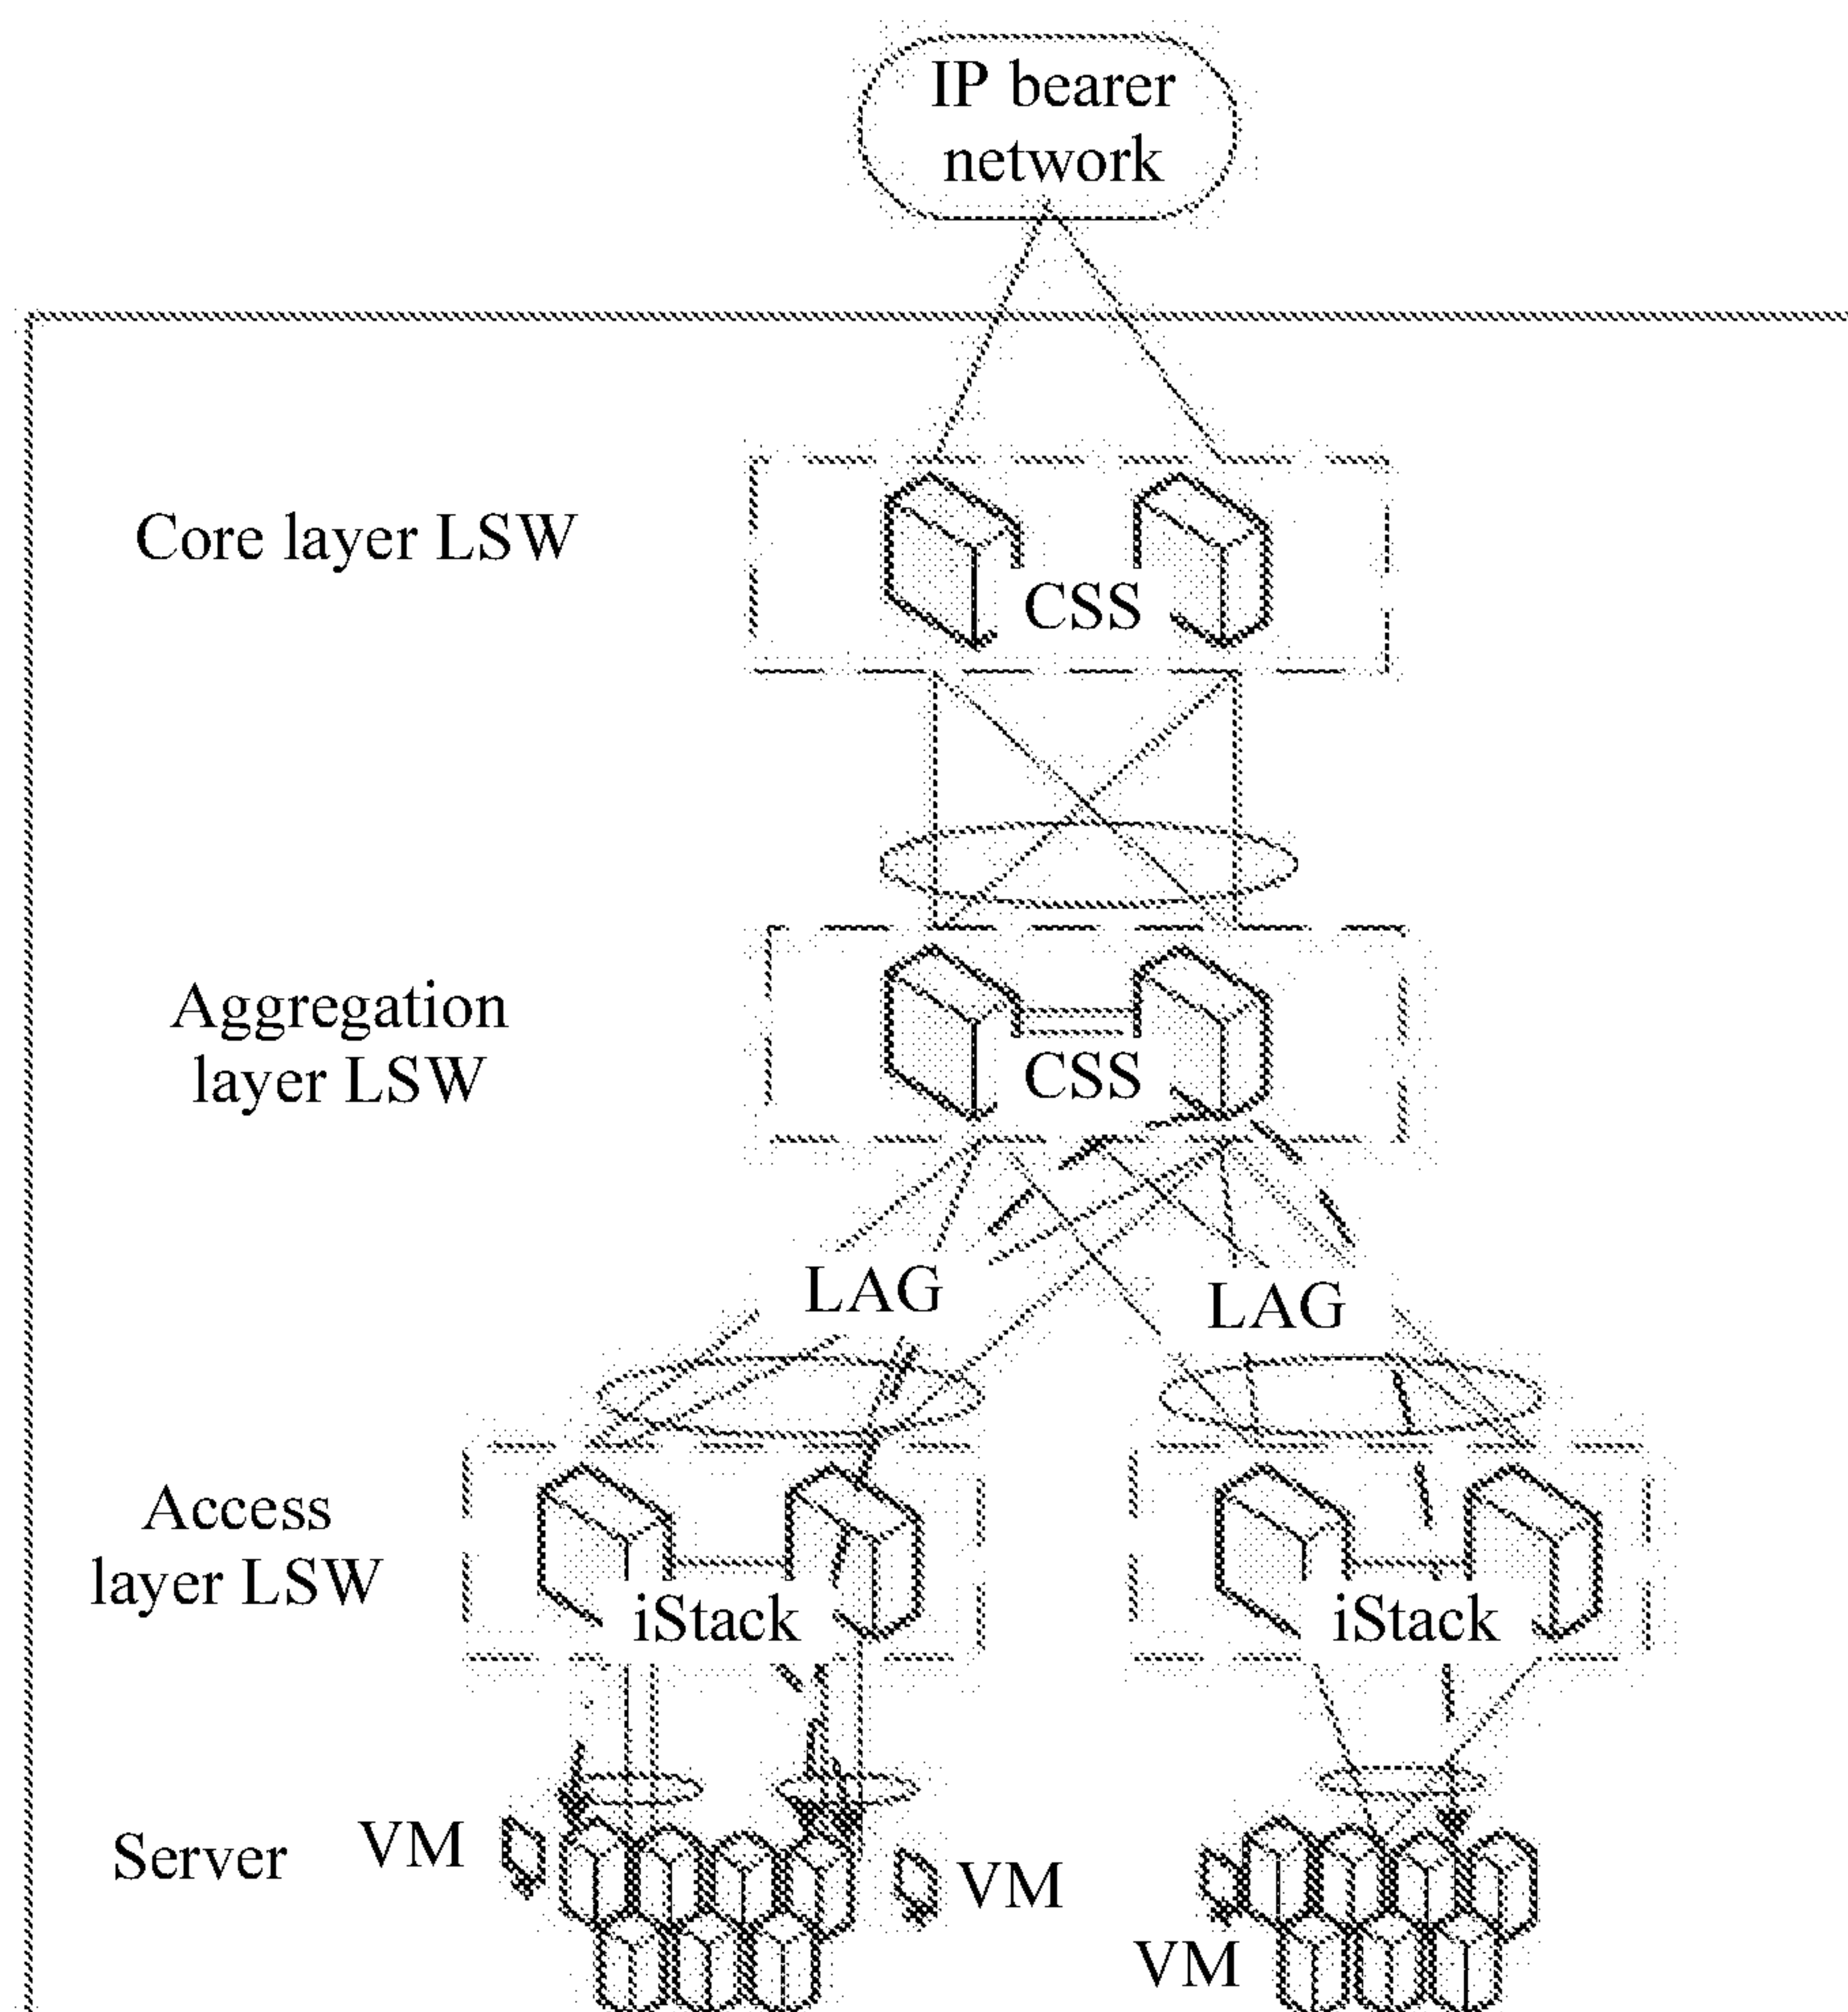 IP bearer
network
Core layer LSW
CSS
Aggregation
layer LSW
CSS
LAG
LAG
Access
layer LSW
iStack
iStack
Server
VM
VM
VM